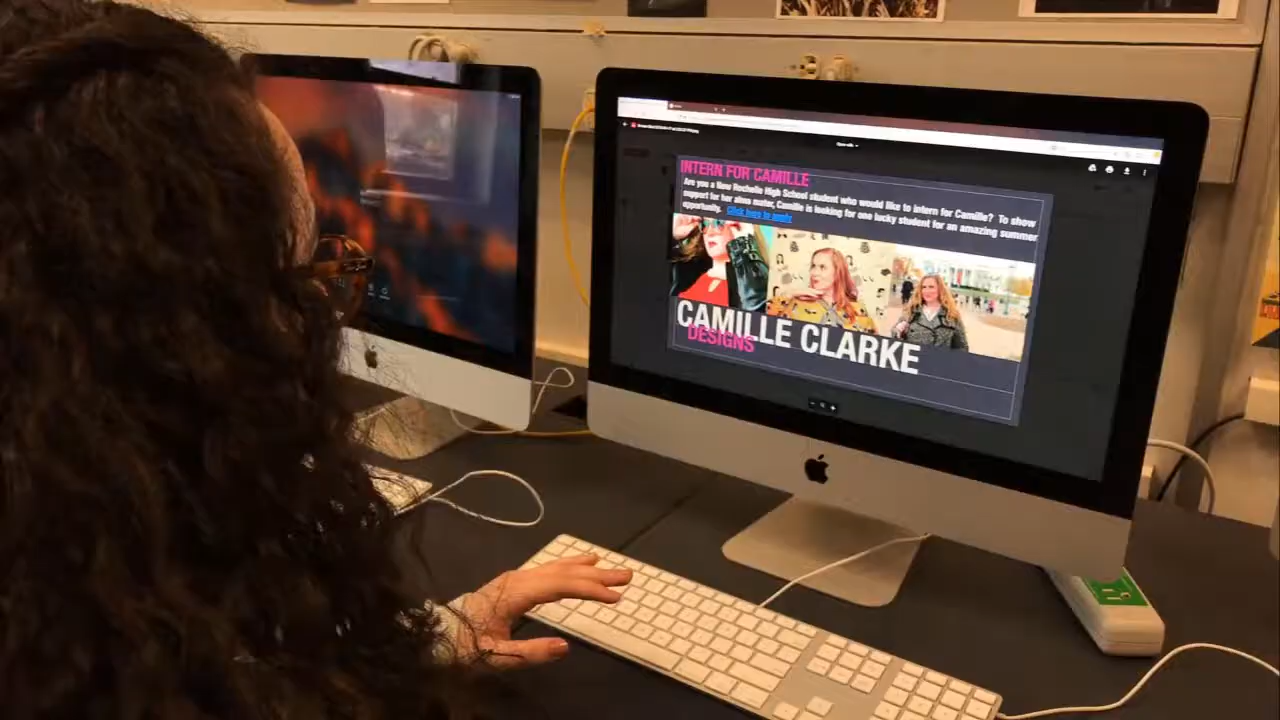 INTERN FOR CAMILLE
Are you a New Rochelle High School student who would like to intern for Camille? To show
support for her alma mater, Camille is looking for one lucky student for an amazing summer
opportunity. Click here to apply
CAMILLE CLARKE
DESIGNS